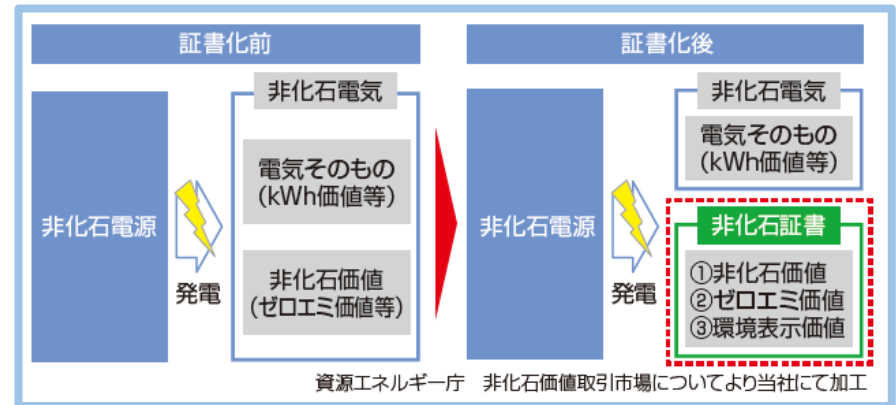 証書化前
非化石電源
発電
非化石電気
電気そのもの
(kWh価値等)
非化石価値
(ゼロエミ価値等)
証書化後
非化石電源
発電
非化石電気
電気そのもの
(kWh価値等)
非化石証書
①非化石価値
②ゼロエミ価値
③環境表示価値
資源エネルギー庁　非化石価値取引市場についてより当社にて加工